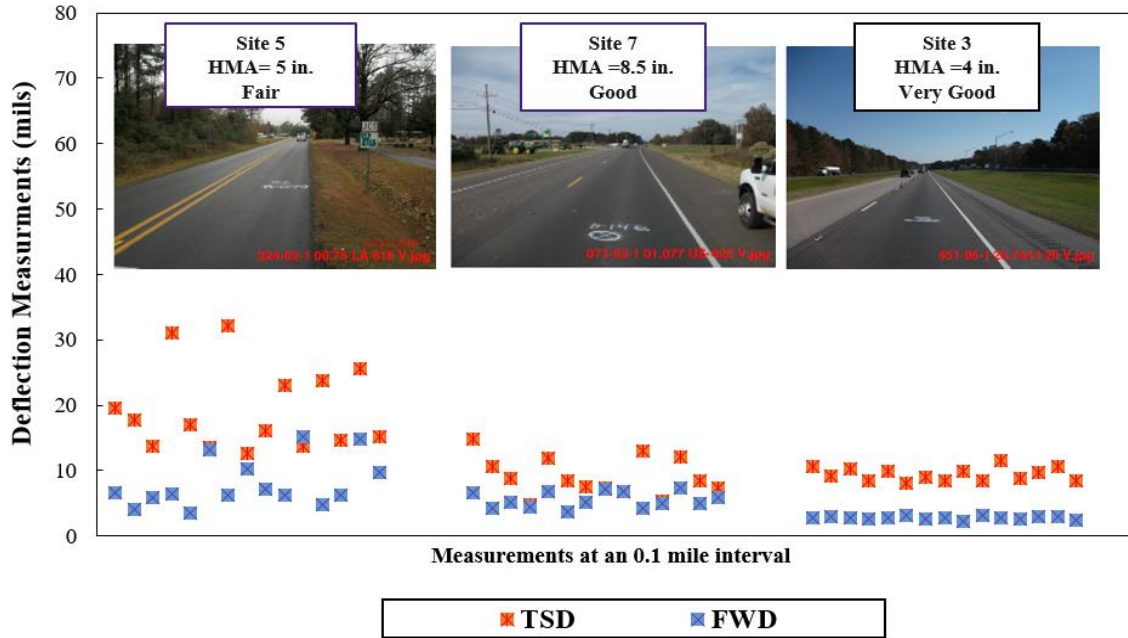 80
70
60
50
40
30
20
10
0
Deflection Measurments (mils)
Site 5
HMA= 5 in.
Fair
Site 7
HMA =8.5 in.
Good
Site 3
HMA =4 in.
Very Good
Measurements at an 0.1 mile interval
TSD
FWD